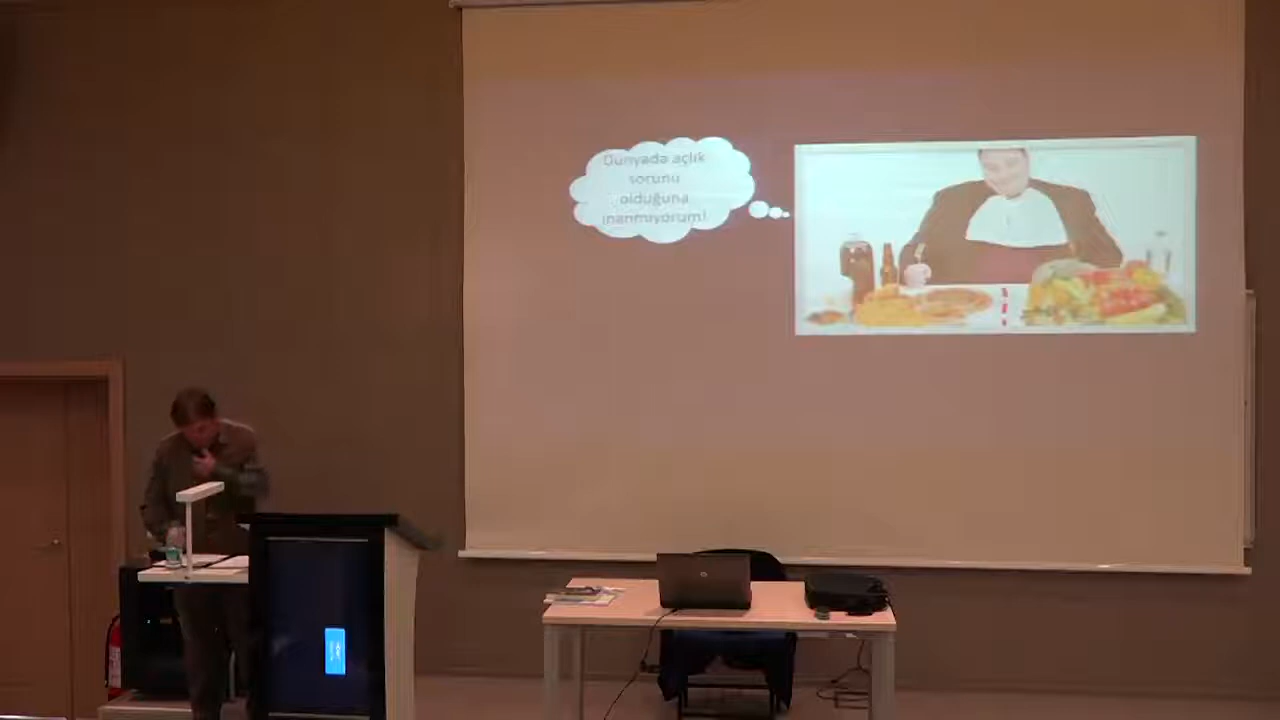 Dünyada açlık
sorunu
olduğuna
inanmıyorum!